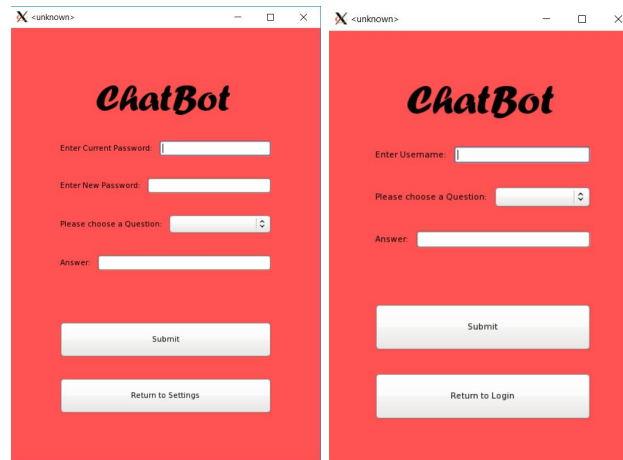 <unknown>
ChatBot
Enter Current Password:
Enter New Password:
Please choose a Question:
Answer:
Submit
Return to Settings
<unknown>
ChatBot
Enter Username:
Please choose a Question:
Answer:
Submit
Return to Login